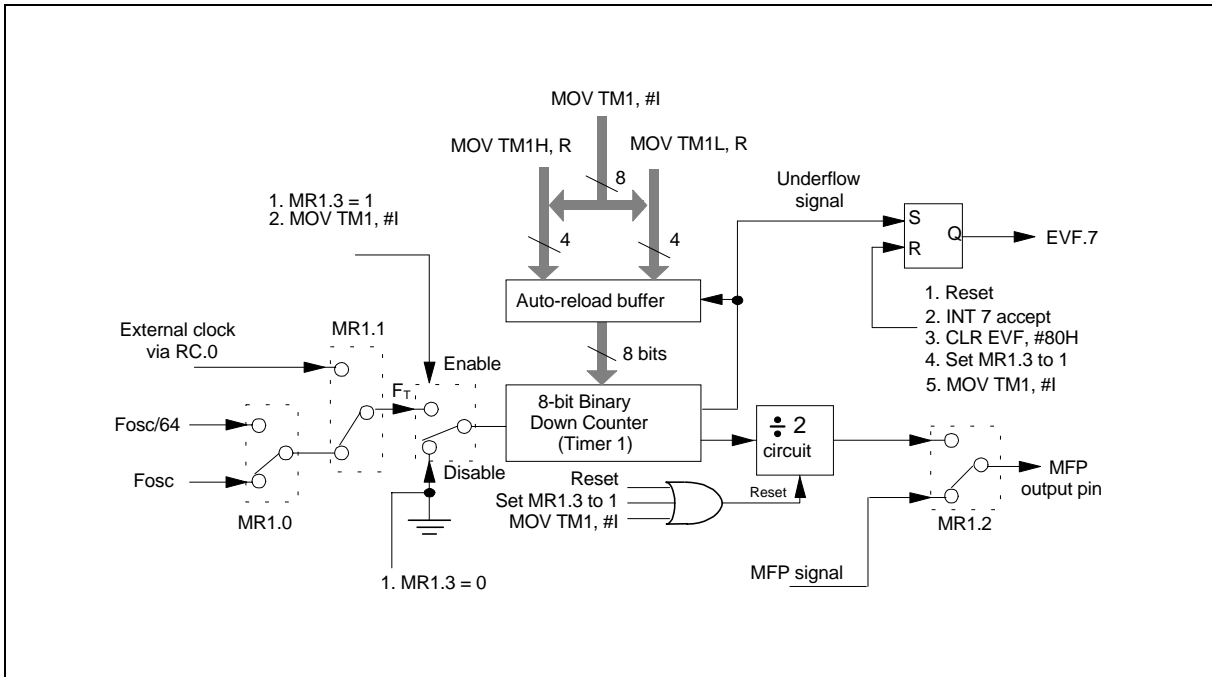 MOV TM1, #I
MOV TM1H, R
MOV TM1L, R
8
Underflow
signal
1. MR1.3 = 1
2. MOV TM1, #I
4
4
S
Q
R
EVF.7
Auto-reload buffer
1. Reset
2. INT 7 accept
3. CLR EVF, #80H
4. Set MR1.3 to 1
5. MOV TM1, #I
External clock
via RC.0
MR1.1
8 bits
Enable
FT
8-bit Binary
Down Counter
(Timer 1)
÷ 2
circuit
Fosc/64
Fosc
Disable
MR1.0
Reset
Set MR1.3 to 1
MOV TM1, #I
Reset
MFP
output pin
MR1.2
MFP signal
1. MR1.3 = 0